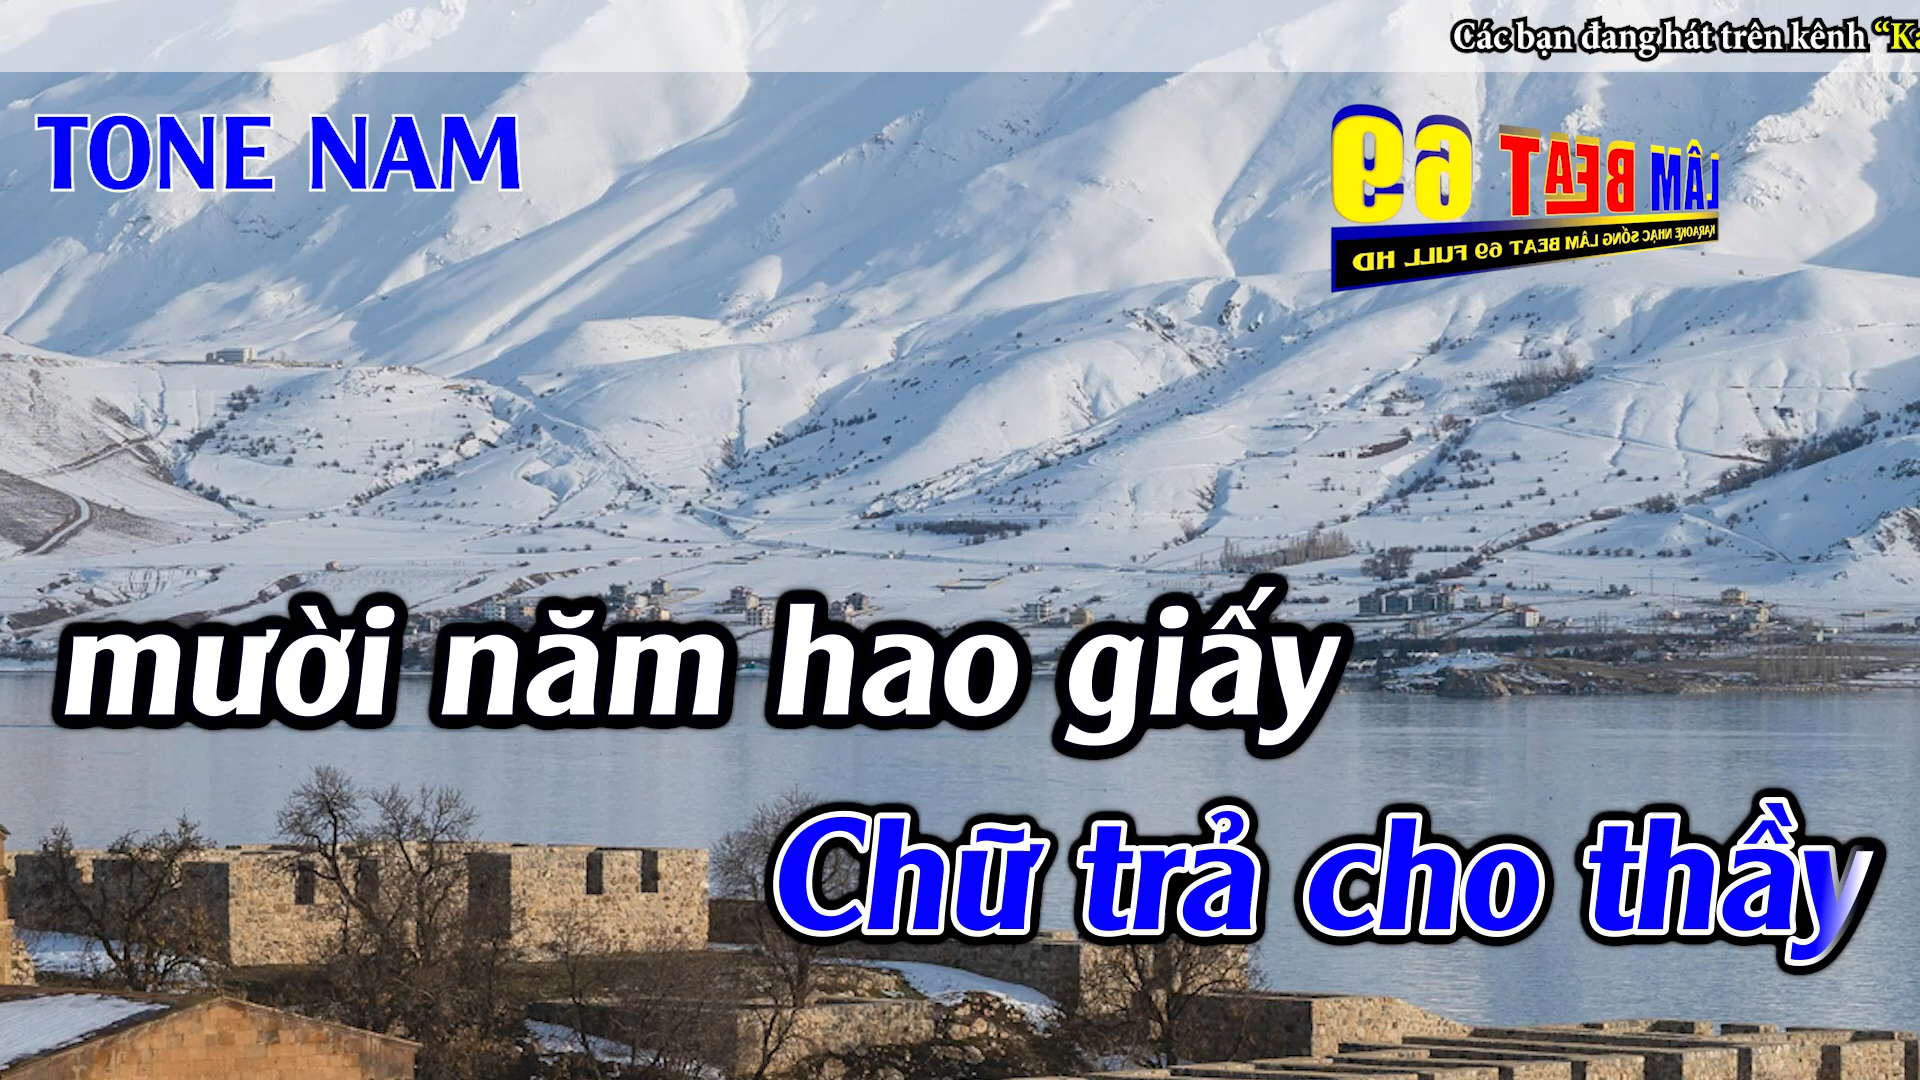 Các bạn đang hát trên kênh “Ka
TONE NAM
LÂM BEAT 69
KARAOKE NHẠC SỐNG LÂM BEAT 69 FULL HD
mười năm hao giấy
Chữ trả cho thầy